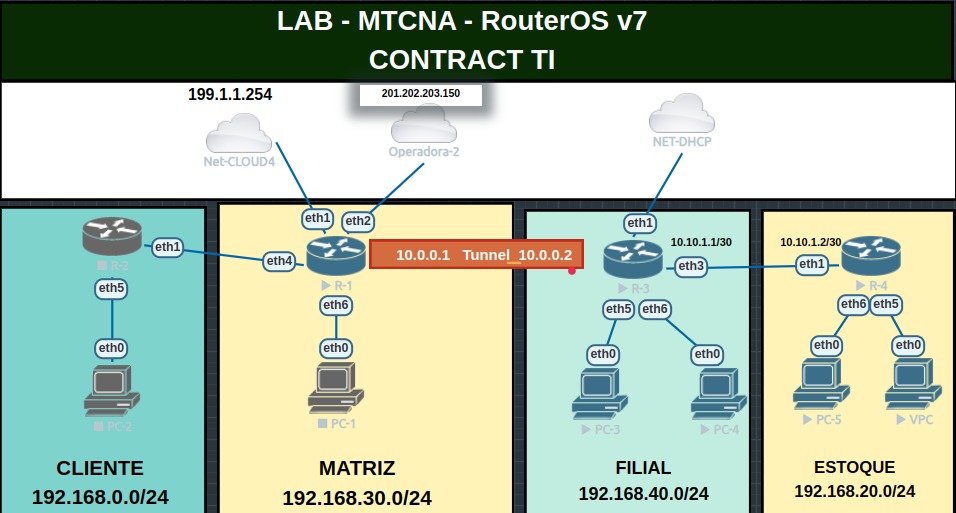 LAB - MTCNA - RouterOS v7
CONTRACT TI
199.1.1.254
201.202.203.150
Net-CLOUD4
Operadora-2
NET-DHCP
eth1
eth2
eth1
eth1
R-2
eth4
R-1
10.0.0.1 Tunnel 10.0.0.2
10.10.1.1/30
R-3
eth3
10.10.1.2/30
eth1
R-4
eth5
eth6
eth5
eth6
eth6
eth5
eth0
eth0
eth0
eth0
eth0
eth0
PC-2
PC-1
PC-3
PC-4
PC-5
VPC
CLIENTE
192.168.0.0/24
MATRIZ
192.168.30.0/24
FILIAL
192.168.40.0/24
ESTOQUE
192.168.20.0/24